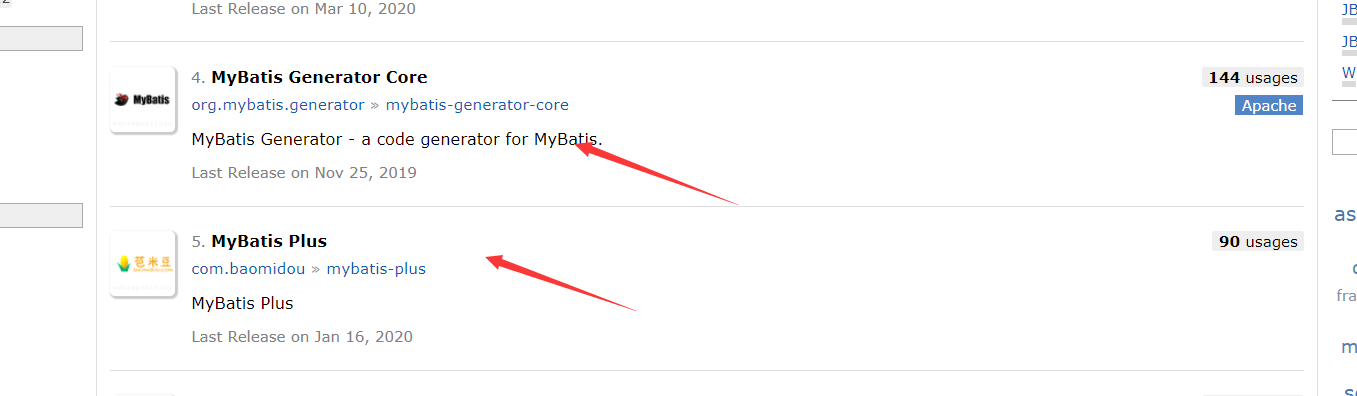 Last Release on Mar 10, 2020
4. MyBatis Generator Core
144 usages
org.mybatis.generator » mybatis-generator-core
Apache
MyBatis
MyBatis Generator - a code generator for MyBatis.
Last Release on Nov 25, 2019
5. MyBatis Plus
90 usages
com.baomidou » mybatis-plus
苞米豆
MyBatis Plus
Last Release on Jan 16, 2020
JB
JB
W
as
fra
m